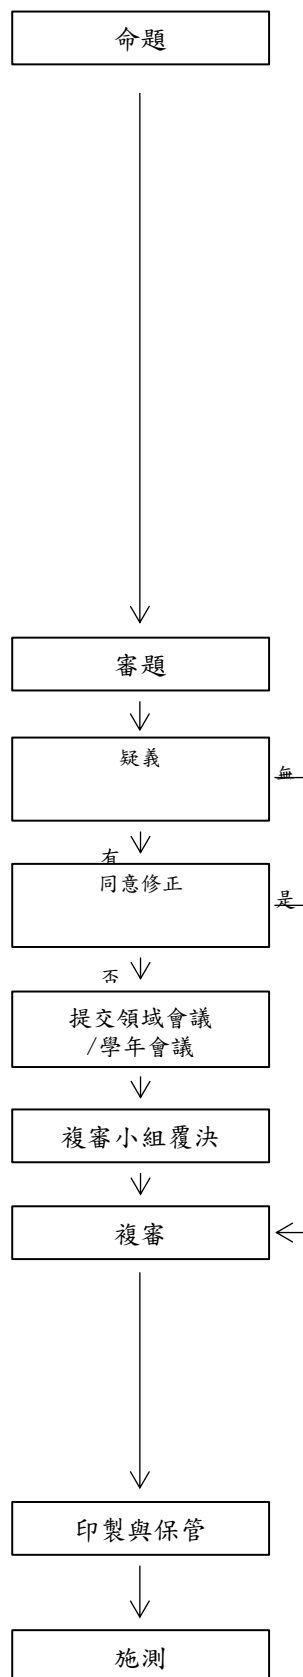 命題
審題
疑義
無
有
同意修正
是
否
提交領域會議
/學年會議
複審小組覆決
複審
印製與保管
施測